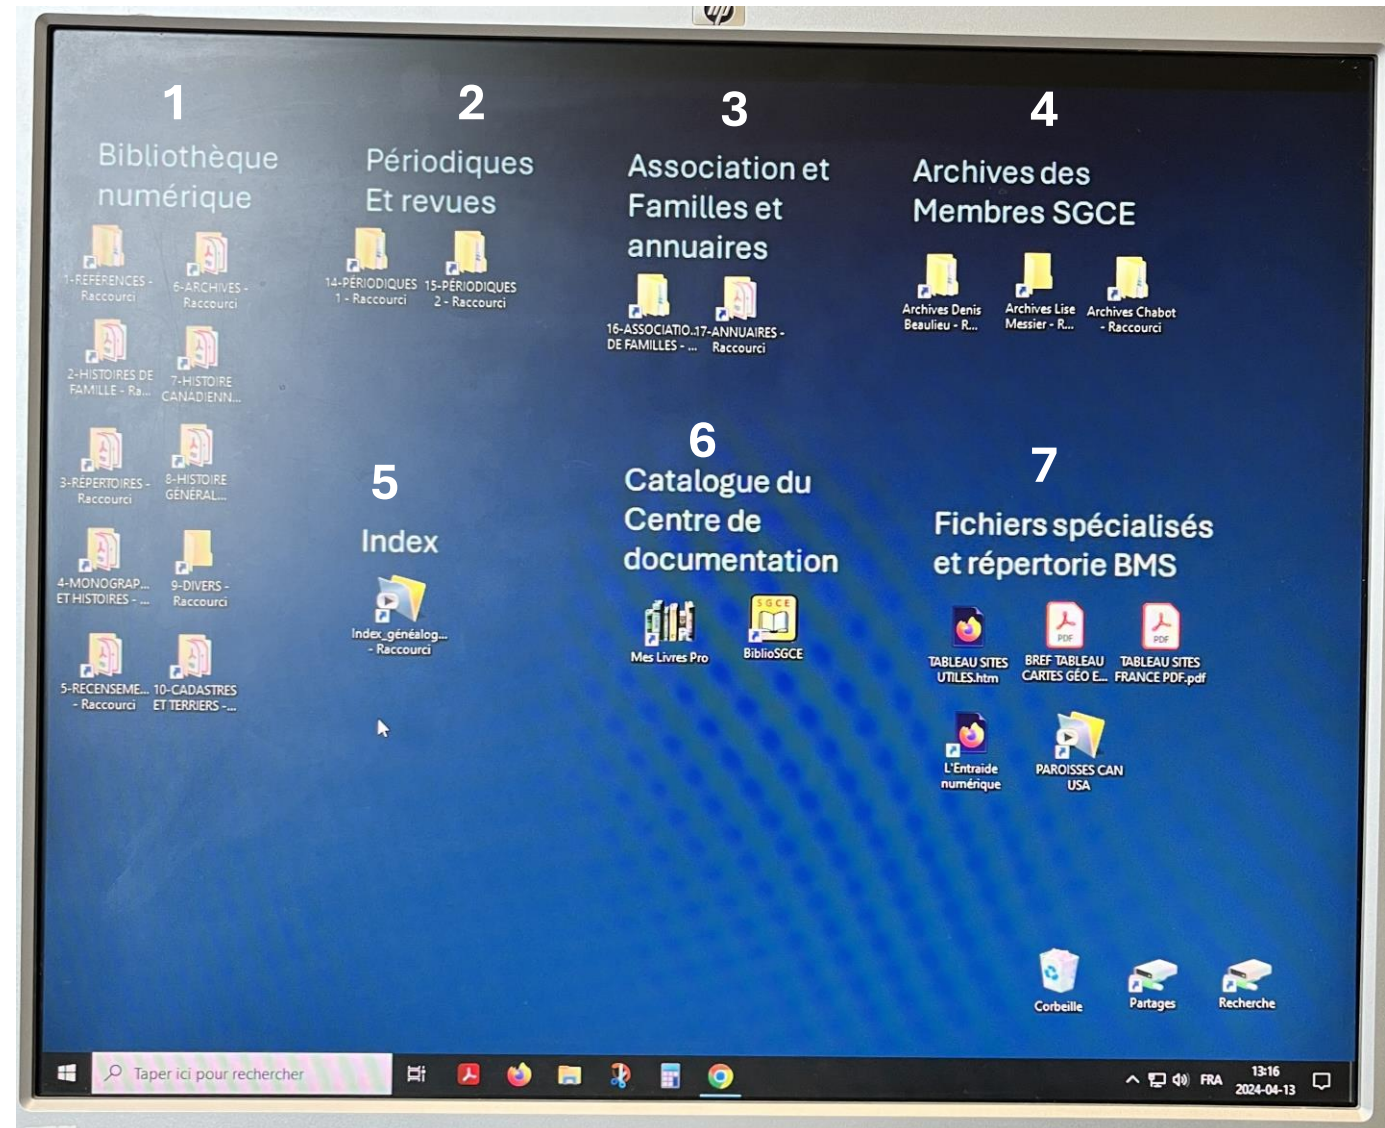 hp
1
Bibliothèque
numérique
1-RÉFÉRENCES -
Raccourci
6-ARCHIVES -
Raccourci
2-HISTOIRES DE
FAMILLE - Ra...
7-HISTOIRE
CANADIENN...
3-RÉPERTOIRES -
Raccourci
8-HISTOIRE
GÉNÉRAL...
4-MONOGRAP...
ET HISTOIRES - ...
9-DIVERS -
Raccourci
5-RECENSEME...
- Raccourci
10-CADASTRES
ET TERRIERS -...
2
Périodiques
Et revues
14-PÉRIODIQUES
1 - Raccourci
15-PÉRIODIQUES
2 - Raccourci
3
Association et
Familles et
annuaires
16-ASSOCIATIO...
DE FAMILLES - ...
17-ANNUAIRES -
Raccourci
4
Archives des
Membres SGCE
Archives Denis
Beaulieu - R...
Archives Lise
Messier - R...
Archives Chabot
- Raccourci
5
Index
Index_généalog...
- Raccourci
6
Catalogue du
Centre de
documentation
Mes Livres Pro
SGCE
BiblioSGCE
7
Fichiers spécialisés
et répertorie BMS
TABLEAU SITES
UTILES.htm
PDF
BREF TABLEAU
CARTES GÉO E...
PDF
TABLEAU SITES
FRANCE PDF.pdf
L'Entraide
numérique
PAROISSES CAN
USA
Corbeille
Partages
Recherche
Taper ici pour rechercher
FRA
13:16
2024-04-13